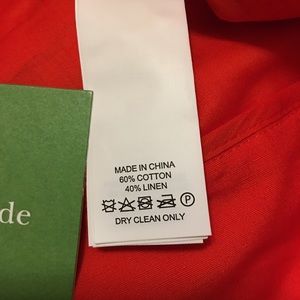 MADE IN CHINA
60% COTTON
40% LINEN
P
DRY CLEAN ONLY
de